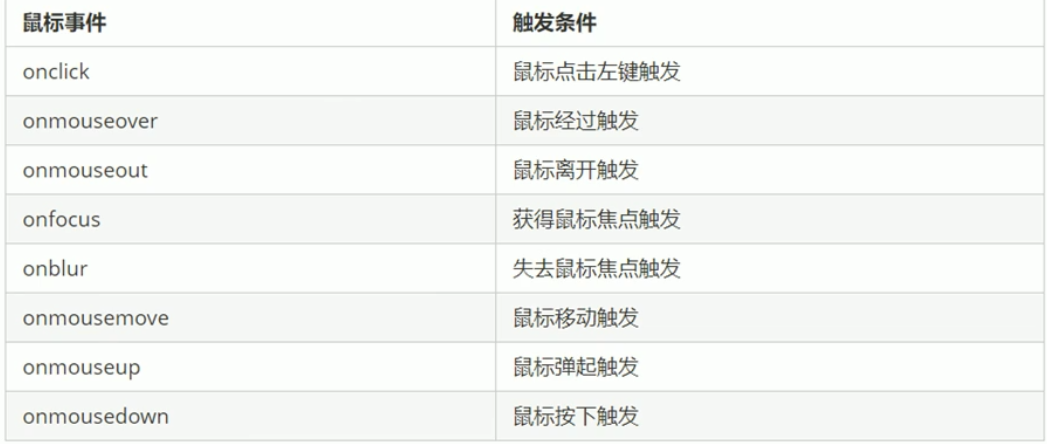 鼠标事件 触发条件
onclick 鼠标点击左键触发
onmouseover 鼠标经过触发
onmouseout 鼠标离开触发
onfocus 获得鼠标焦点触发
onblur 失去鼠标焦点触发
onmousemove 鼠标移动触发
onmouseup 鼠标弹起触发
onmousedown 鼠标按下触发